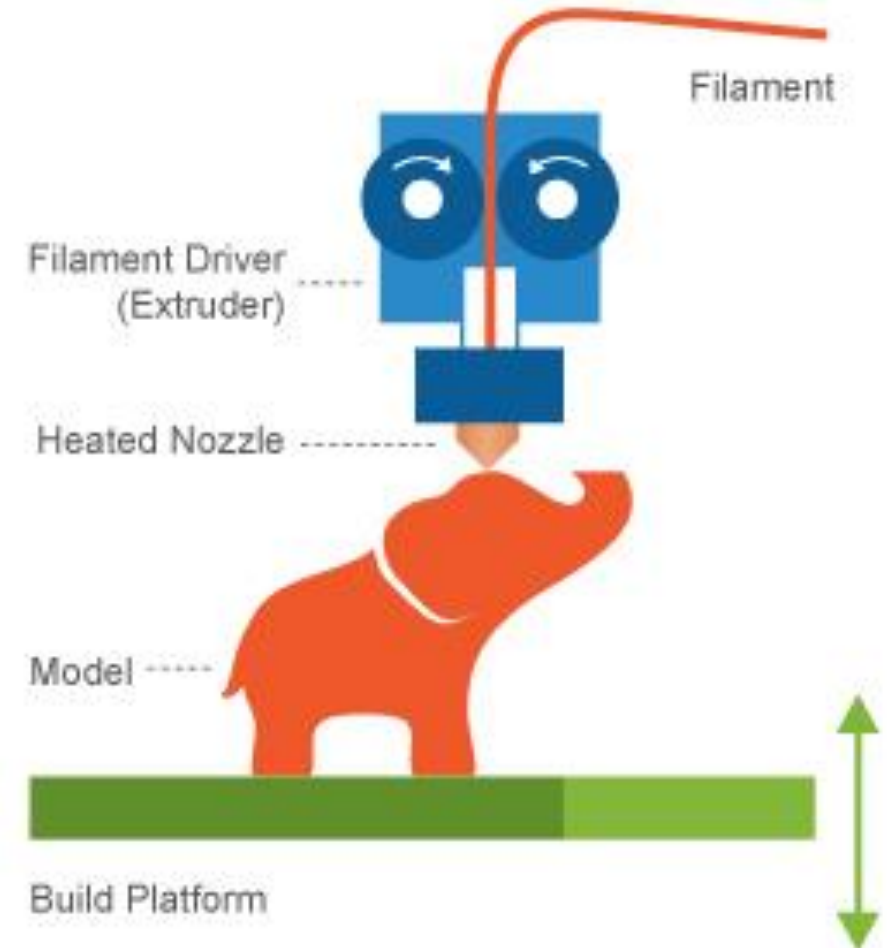 Filament
Filament Driver
(Extruder)
Heated Nozzle
Model
Build Platform